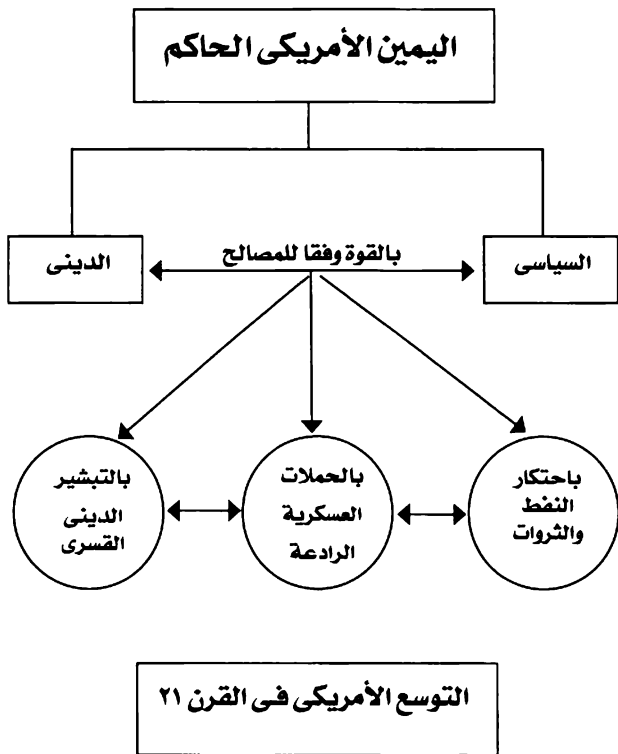 اليمين الأمريكى الحاكم
السياسى
بالقوة وفقا للمصالح
الدينى
باحتكار
النفط
والثروات
بالحملات
العسكرية
الرادعة
بالتبشير
الدينى
القسرى
التوسع الأمريكى فى القرن ٢١